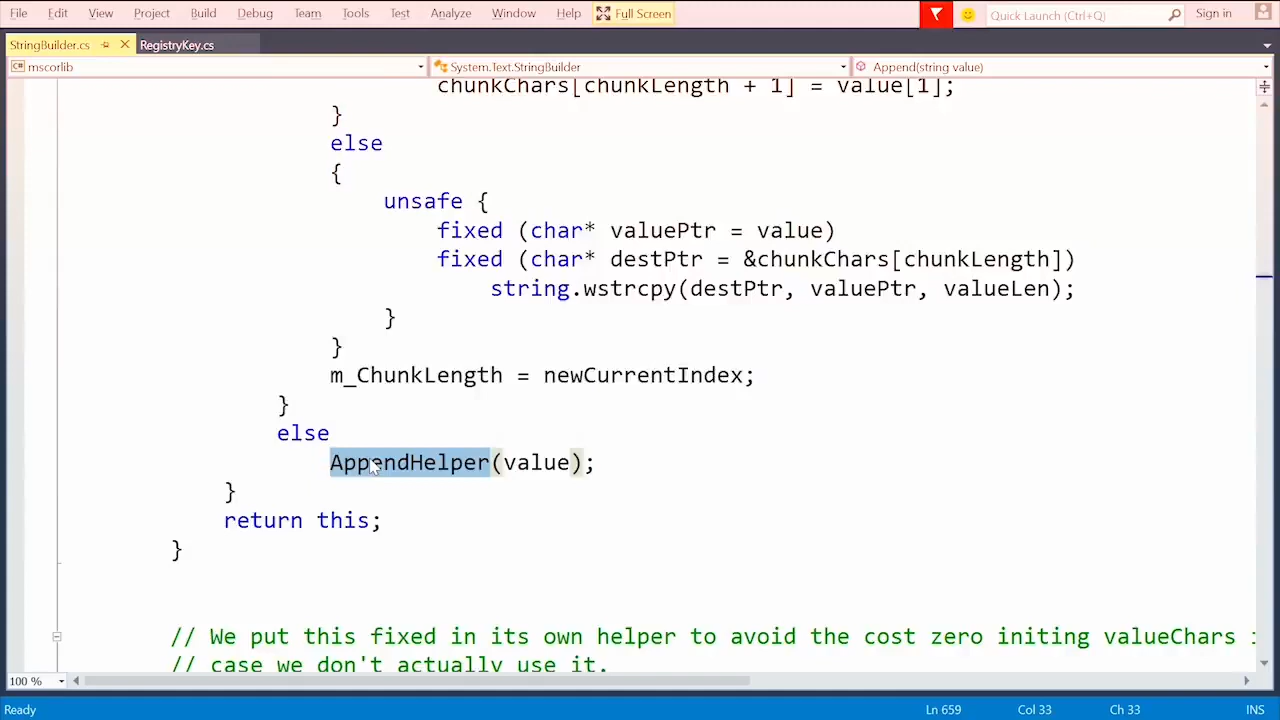 File Edit View Project Build Debug Team Tools Test Analyze Window Help Full Screen Quick Launch (Ctrl+Q) Sign in
StringBuilder.cs RegistryKey.cs
C# mscorlib System.Text.StringBuilder Append(string value)
chunkChars[chunkLength + 1] = value[1];
}
else
{
unsafe {
fixed (char* valuePtr = value)
fixed (char* destPtr = &chunkChars[chunkLength])
string.wstrcpy(destPtr, valuePtr, valueLen);
}
}
m_ChunkLength = newCurrentIndex;
}
else
AppendHelper(value);
}
return this;
}
// We put this fixed in its own helper to avoid the cost zero initing valueChars
// case we don't actually use it.
100 %
Ready Ln 659 Col 33 Ch 33 INS